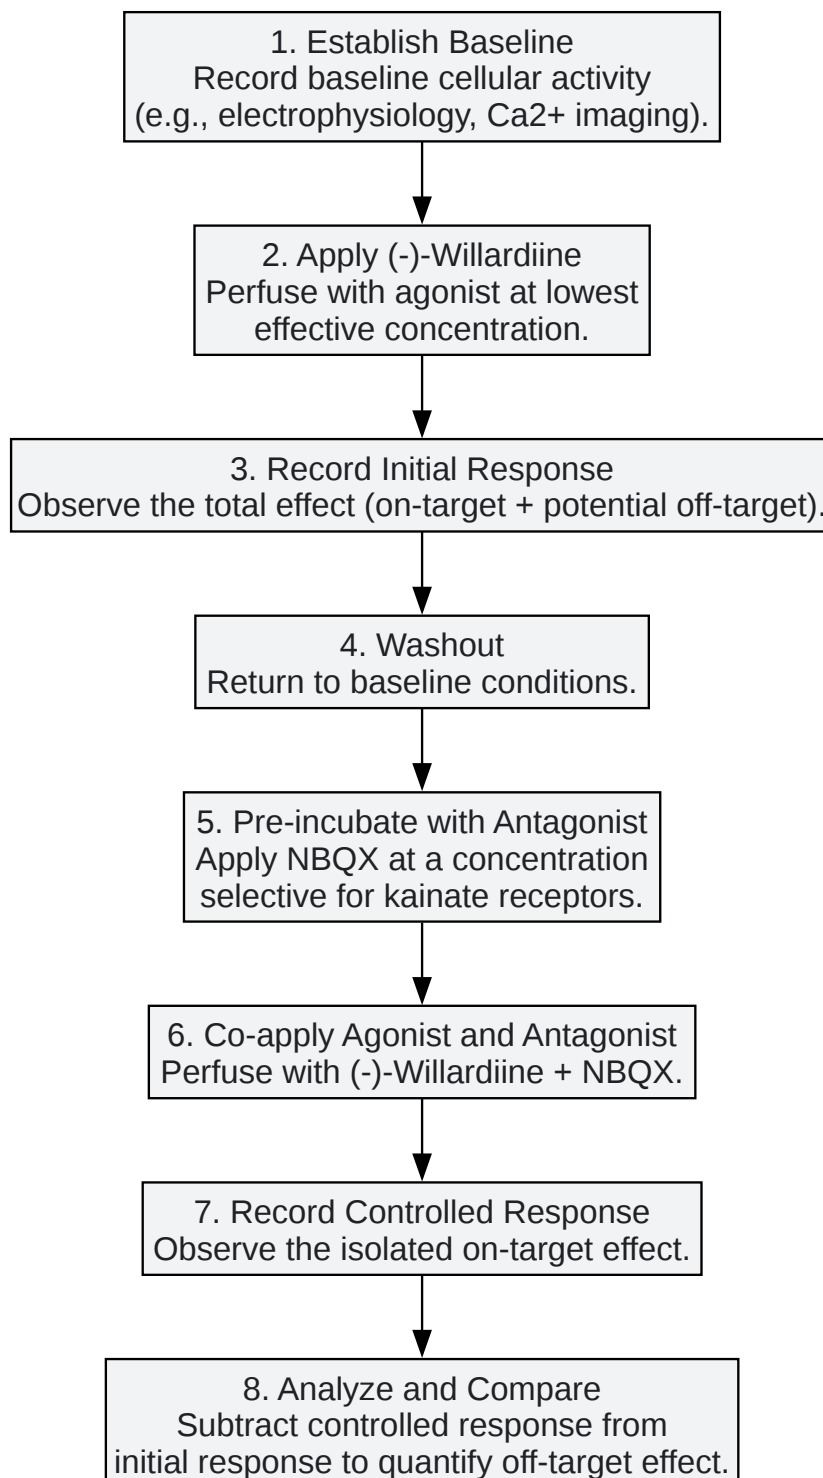 1. Establish Baseline
Record baseline cellular activity
(e.g., electrophysiology, Ca2+ imaging).
2. Apply (-)-Willardiine
Perfuse with agonist at lowest
effective concentration.
3. Record Initial Response
Observe the total effect (on-target + potential off-target).
4. Washout
Return to baseline conditions.
5. Pre-incubate with Antagonist
Apply NBQX at a concentration
selective for kainate receptors.
6. Co-apply Agonist and Antagonist
Perfuse with (-)-Willardiine + NBQX.
7. Record Controlled Response
Observe the isolated on-target effect.
8. Analyze and Compare
Subtract controlled response from
initial response to quantify off-target effect.